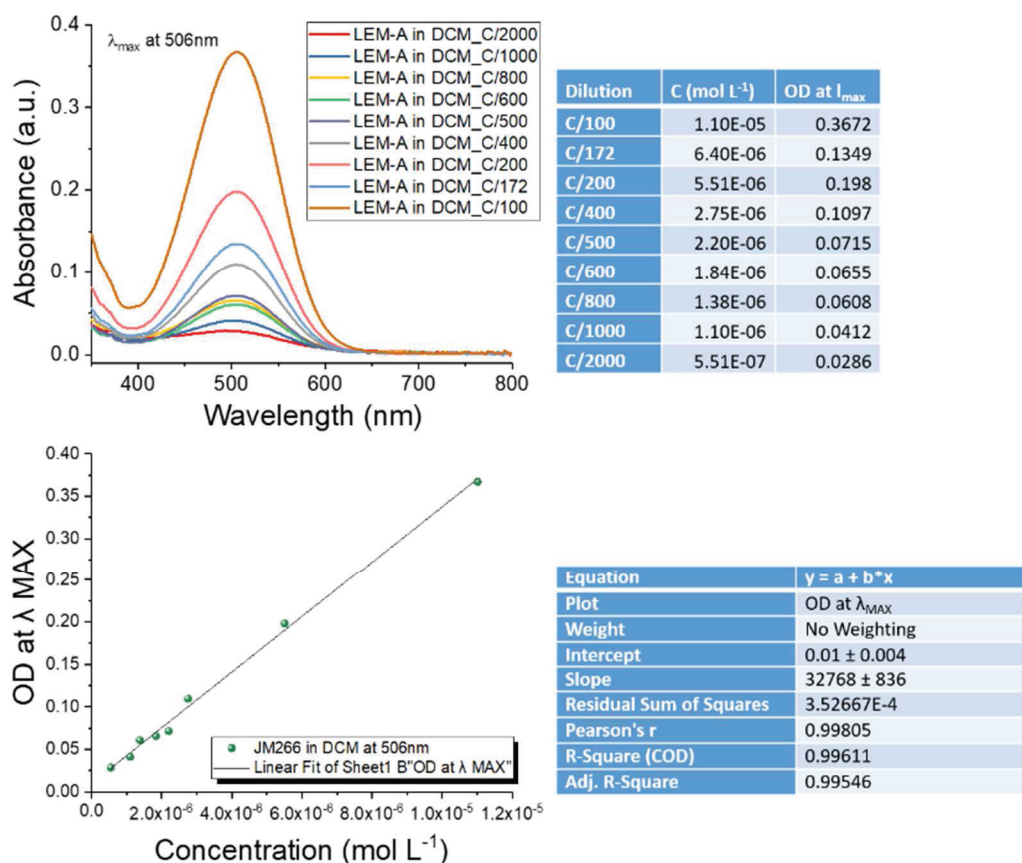 λmax at 506nm
LEM-A in DCM_C/2000
LEM-A in DCM_C/1000
LEM-A in DCM_C/800
LEM-A in DCM_C/600
LEM-A in DCM_C/500
LEM-A in DCM_C/400
LEM-A in DCM_C/200
LEM-A in DCM_C/172
LEM-A in DCM_C/100
Absorbance (a.u.)
0.4
0.3
0.2
0.1
0.0
400 500 600 700 800
Wavelength (nm)
Dilution C (mol L⁻¹) OD at lmax
C/100 1.10E-05 0.3672
C/172 6.40E-06 0.1349
C/200 5.51E-06 0.198
C/400 2.75E-06 0.1097
C/500 2.20E-06 0.0715
C/600 1.84E-06 0.0655
C/800 1.38E-06 0.0608
C/1000 1.10E-06 0.0412
C/2000 5.51E-07 0.0286
OD at λ MAX
0.40
0.35
0.30
0.25
0.20
0.15
0.10
0.05
0.00
JM266 in DCM at 506nm
Linear Fit of Sheet1 B"OD at λ MAX"
0.0 2.0x10⁻⁶ 4.0x10⁻⁶ 6.0x10⁻⁶ 8.0x10⁻⁶ 1.0x10⁻⁵ 1.2x10⁻⁵
Concentration (mol L⁻¹)
Equation y = a + b*x
Plot OD at λMAX
Weight No Weighting
Intercept 0.01 ± 0.004
Slope 32768 ± 836
Residual Sum of Squares 3.52667E-4
Pearson's r 0.99805
R-Square (COD) 0.99611
Adj. R-Square 0.99546